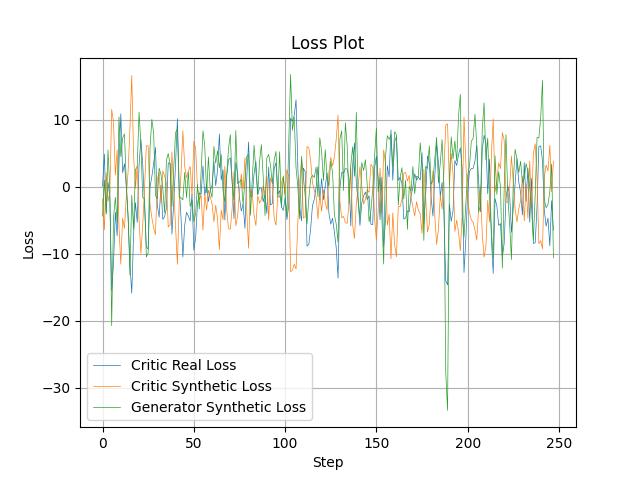 Loss Plot
10
0
−10
−20
−30
Loss
Critic Real Loss
Critic Synthetic Loss
Generator Synthetic Loss
0 50 100 150 200 250
Step